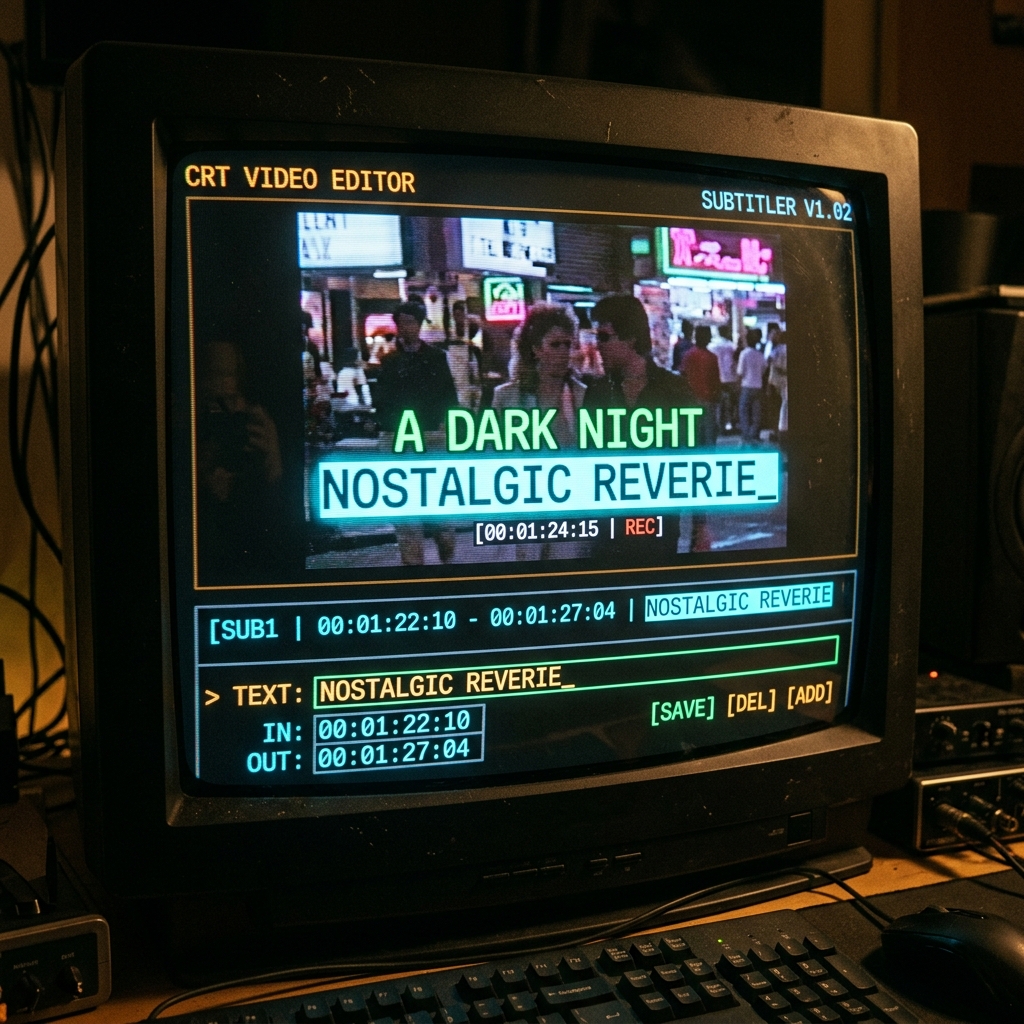 CRT VIDEO EDITOR
SUBTITLER V1.02
A DARK NIGHT
NOSTALGIC REVERIE_
[00:01:24:15 | REC]
[SUB1 | 00:01:22:10 - 00:01:27:04 | NOSTALGIC REVERIE
> TEXT: NOSTALGIC REVERIE_
IN: 00:01:22:10
OUT: 00:01:27:04
[SAVE] [DEL] [ADD]